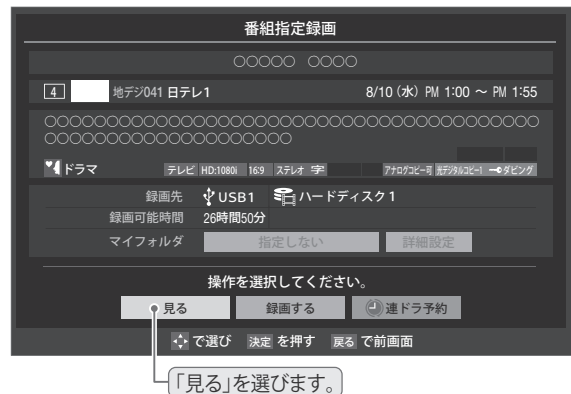 番組指定録画
○○○○○ ○○○○
4 地デジ041 日テレ1 8/10 (水) PM 1:00 ~ PM 1:55
○○○○○○○○○○○○○○○○○○○○○○○○○○○○○○○○○○○
○○○○○○○○○○○○○○○○○○
ドラマ テレビ HD:1080i 16:9 ステレオ 字 アナログコピー可 光デジタルコピー1 ダビング
録画先 USB1 ハードディスク1
録画可能時間 26時間50分
マイフォルダ 指定しない 詳細設定
操作を選択してください。
見る 録画する 連ドラ予約
で選び 決定 を押す 戻る で前画面
「見る」を選びます。